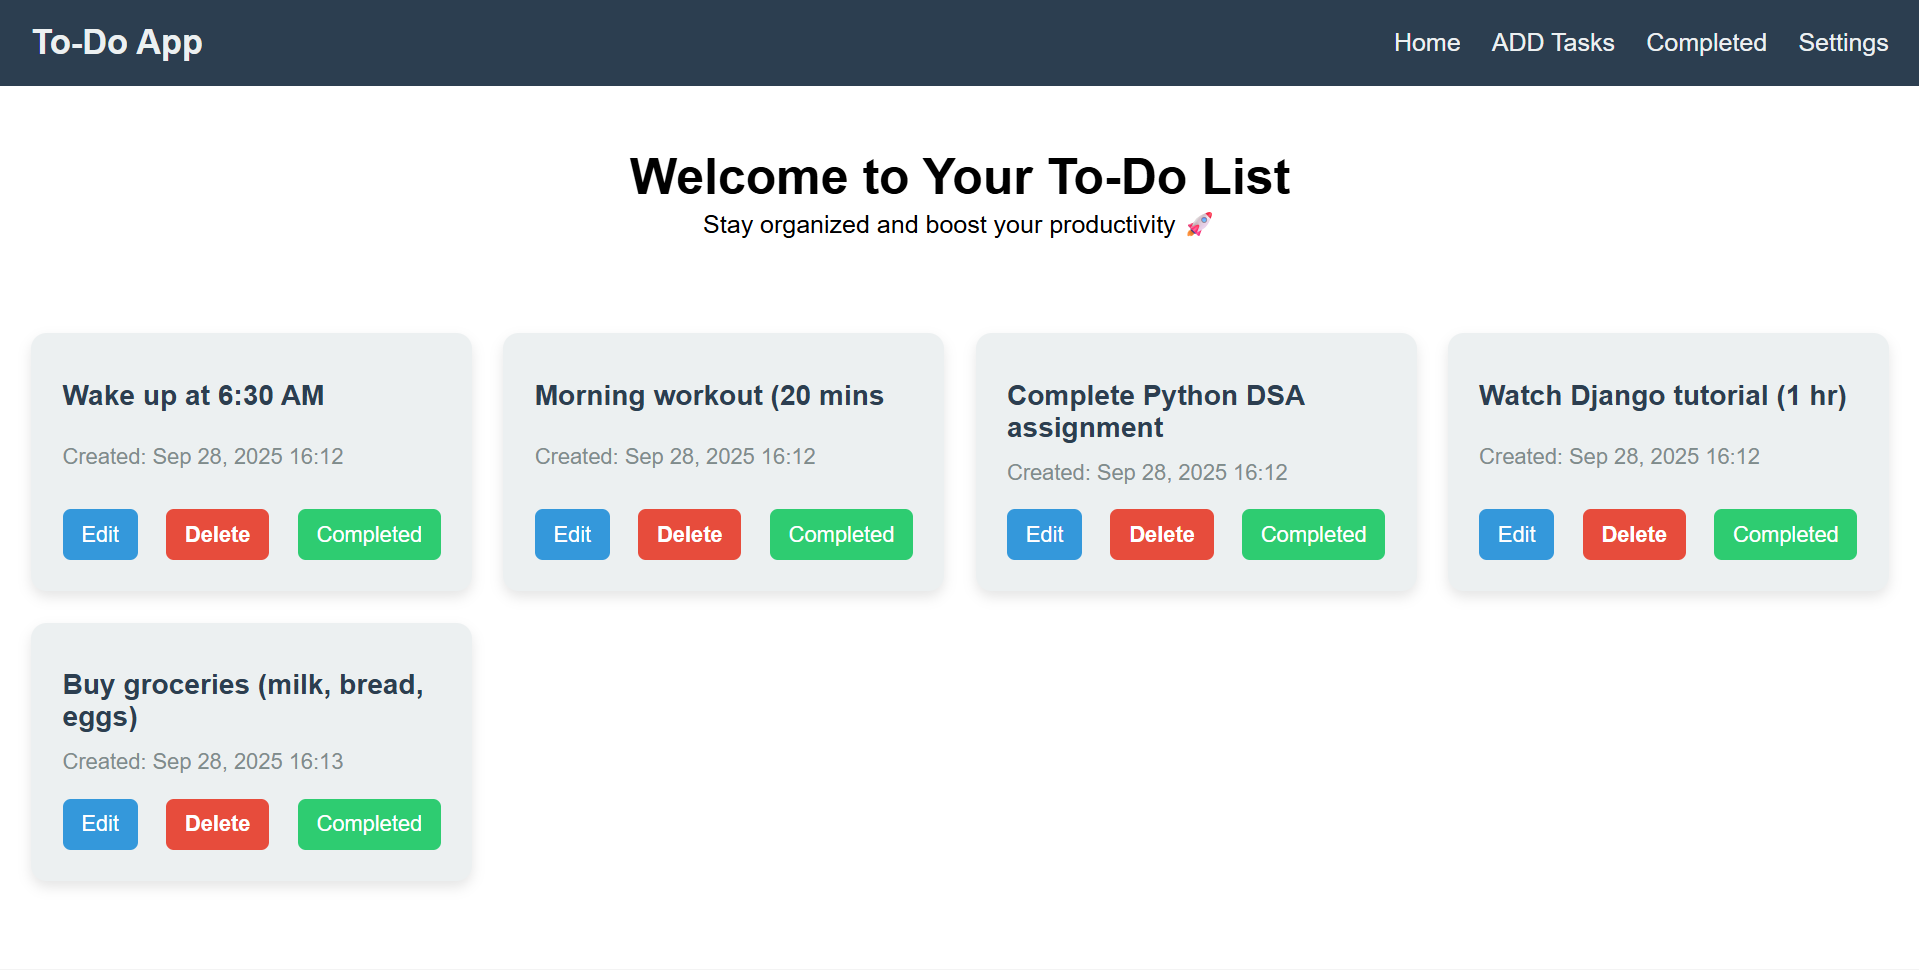 To-Do App
Home ADD Tasks Completed Settings
Welcome to Your To-Do List
Stay organized and boost your productivity 🚀
Wake up at 6:30 AM
Created: Sep 28, 2025 16:12
Edit Delete Completed
Morning workout (20 mins
Created: Sep 28, 2025 16:12
Edit Delete Completed
Complete Python DSA
assignment
Created: Sep 28, 2025 16:12
Edit Delete Completed
Watch Django tutorial (1 hr)
Created: Sep 28, 2025 16:12
Edit Delete Completed
Buy groceries (milk, bread,
eggs)
Created: Sep 28, 2025 16:13
Edit Delete Completed